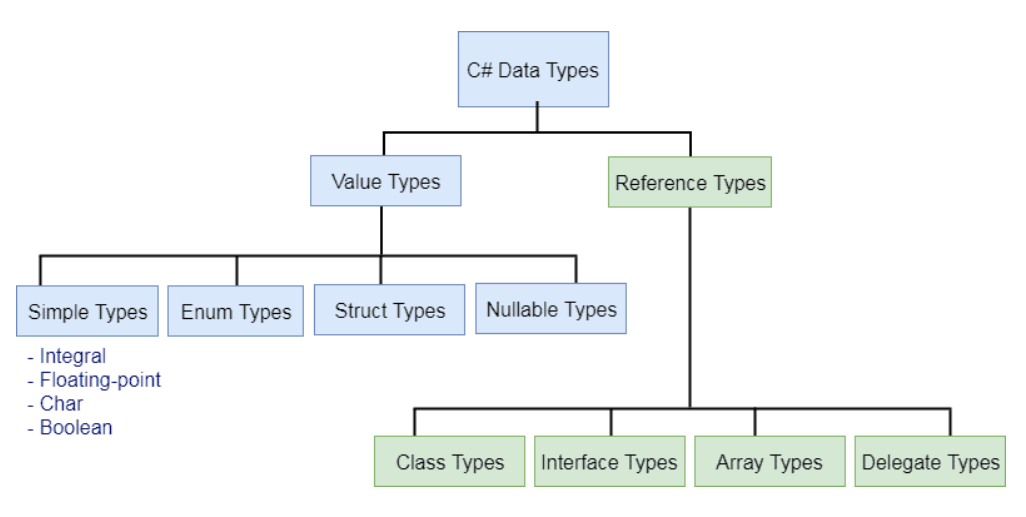 C# Data Types
Value Types
Reference Types
Simple Types
Enum Types
Struct Types
Nullable Types
- Integral
- Floating-point
- Char
- Boolean
Class Types
Interface Types
Array Types
Delegate Types